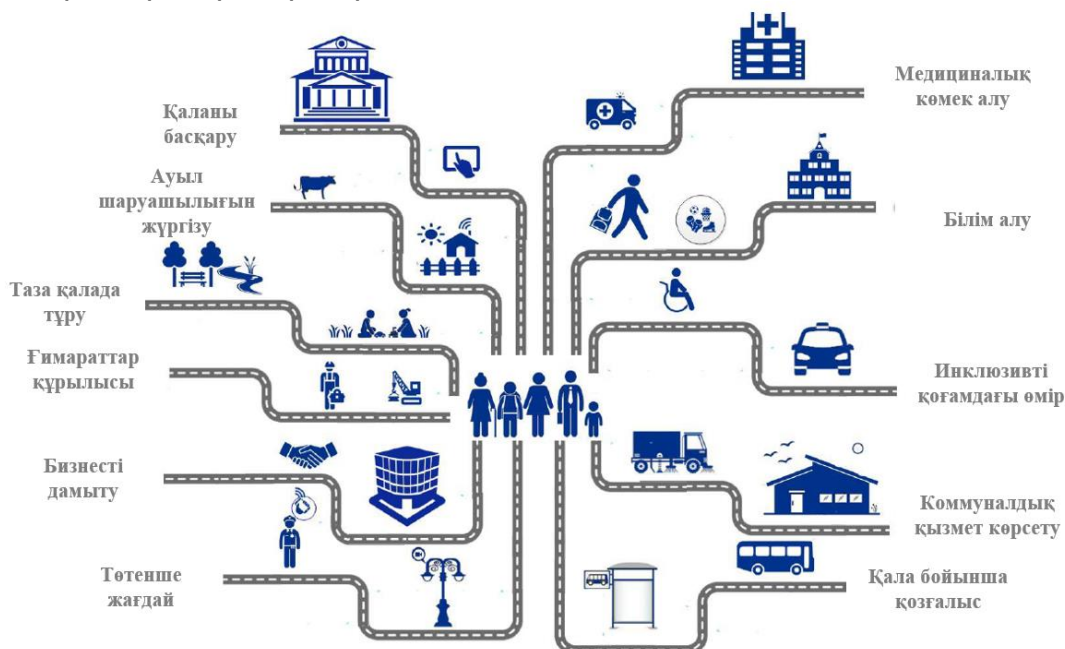 Қаланы
басқару
Ауыл
шаруашылығын
жүргізу
Таза қалада
тұру
Ғимараттар
құрылысы
Бизнесті
дамыту
Төтенше
жағдай
Медициналық
көмек алу
Білім алу
Инклюзивті
қоғамдағы өмір
Коммуналдық
қызмет көрсету
Қала бойынша
қозғалыс